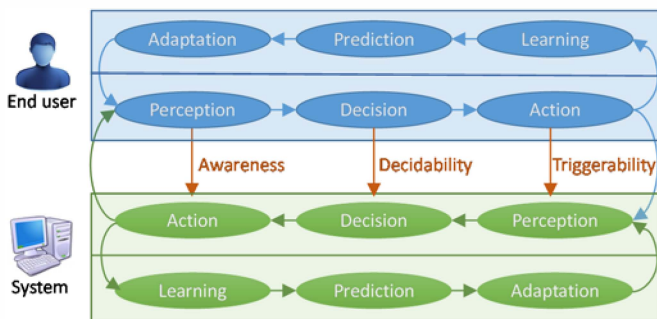 Adaptation Prediction Learning
End user
Perception Decision Action
Awareness Decidability Triggerability
Action Decision Perception
System
Learning Prediction Adaptation